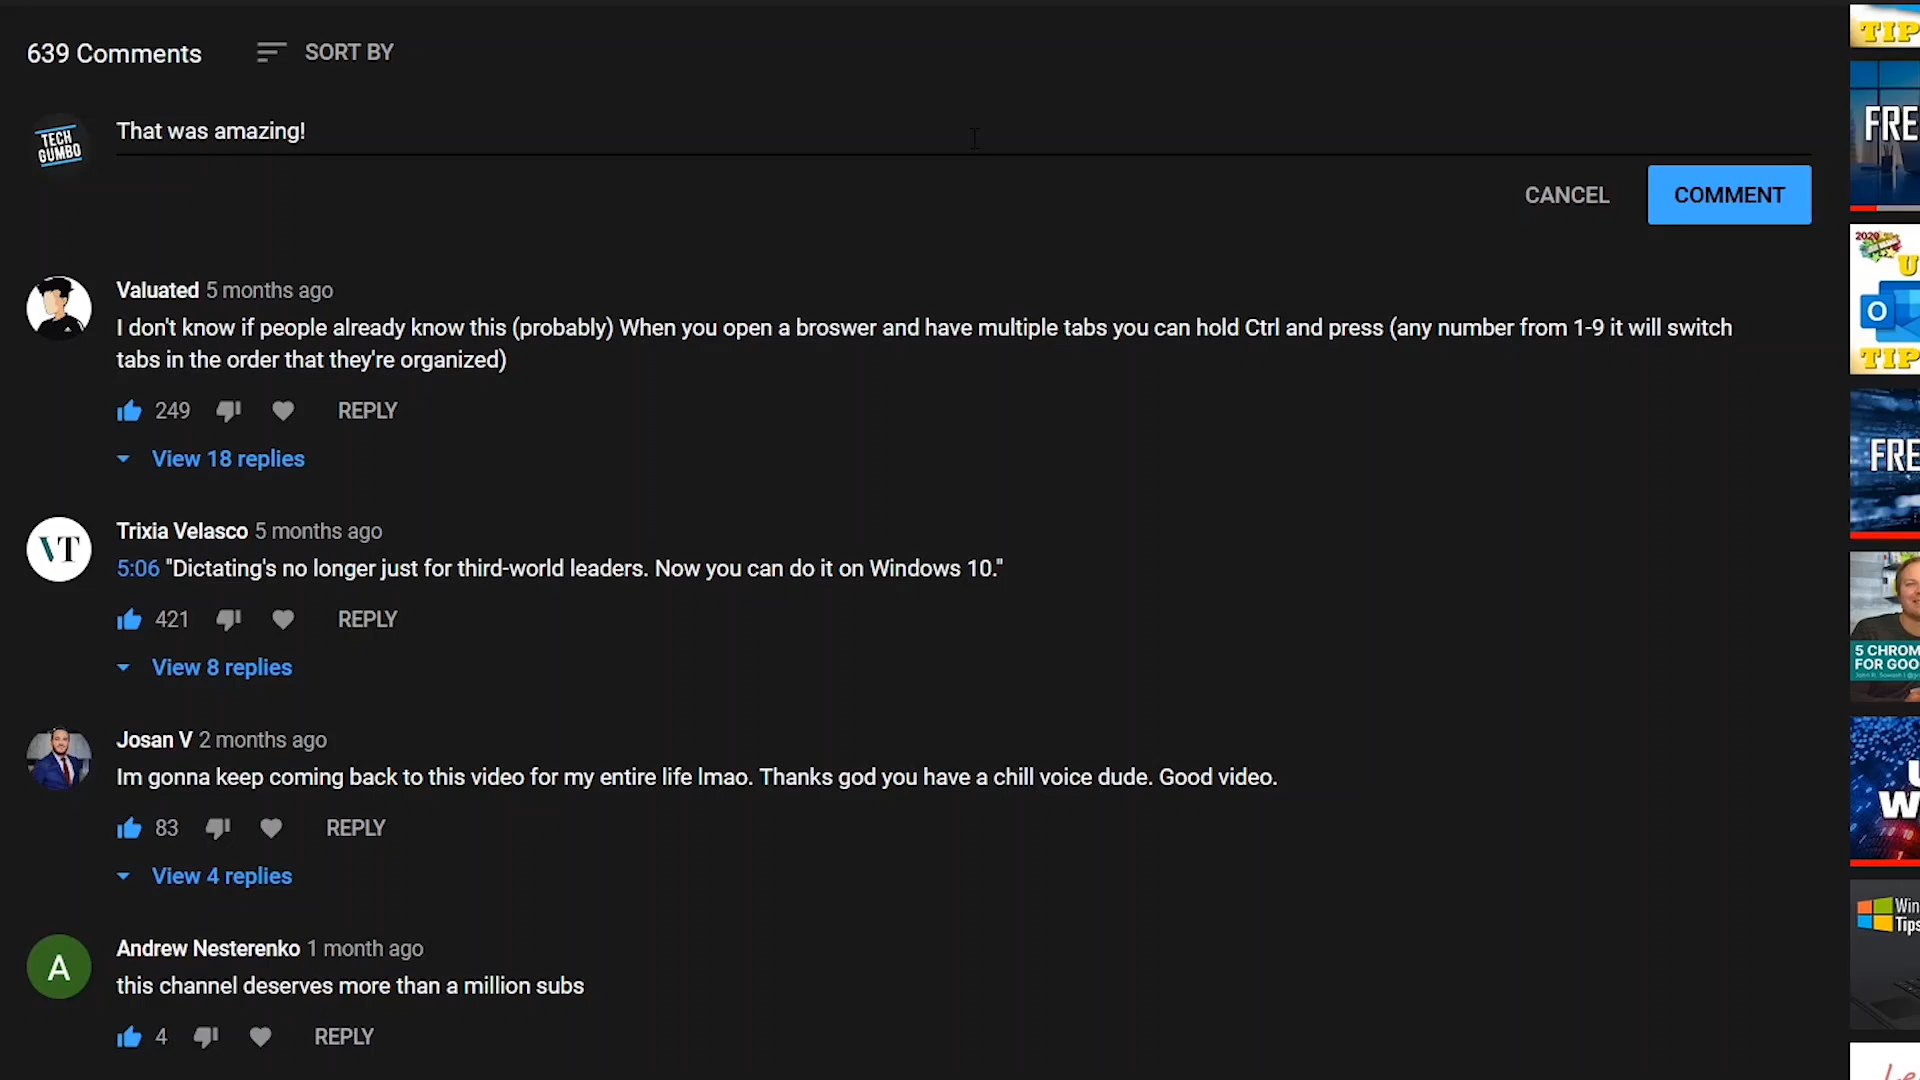 639 Comments
SORT BY
TECH
GUMBO
That was amazing!
CANCEL
COMMENT
Valuated 5 months ago
I don't know if people already know this (probably) When you open a broswer and have multiple tabs you can hold Ctrl and press (any number from 1-9 it will switch
tabs in the order that they're organized)
249
REPLY
View 18 replies
VT
Trixia Velasco 5 months ago
5:06 "Dictating's no longer just for third-world leaders. Now you can do it on Windows 10."
421
REPLY
View 8 replies
Josan V 2 months ago
Im gonna keep coming back to this video for my entire life lmao. Thanks god you have a chill voice dude. Good video.
83
REPLY
View 4 replies
A
Andrew Nesterenko 1 month ago
this channel deserves more than a million subs
4
REPLY
TIP
FRE
2020
U
O
TIP
FRE
5 CHROM
FOR GOO
U
W
Win
Tips
Le